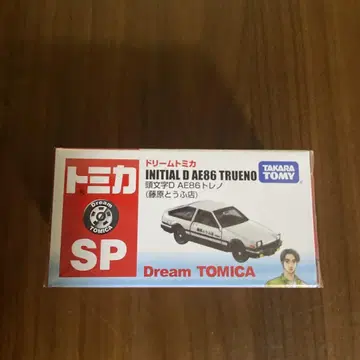 トミカ
Dream
TOMICA
SP
ドリームトミカ
INITIAL D AE86 TRUENO
頭文字D AE86トレノ
(藤原とうふ店)
TAKARA
TOMY
Dream TOMICA